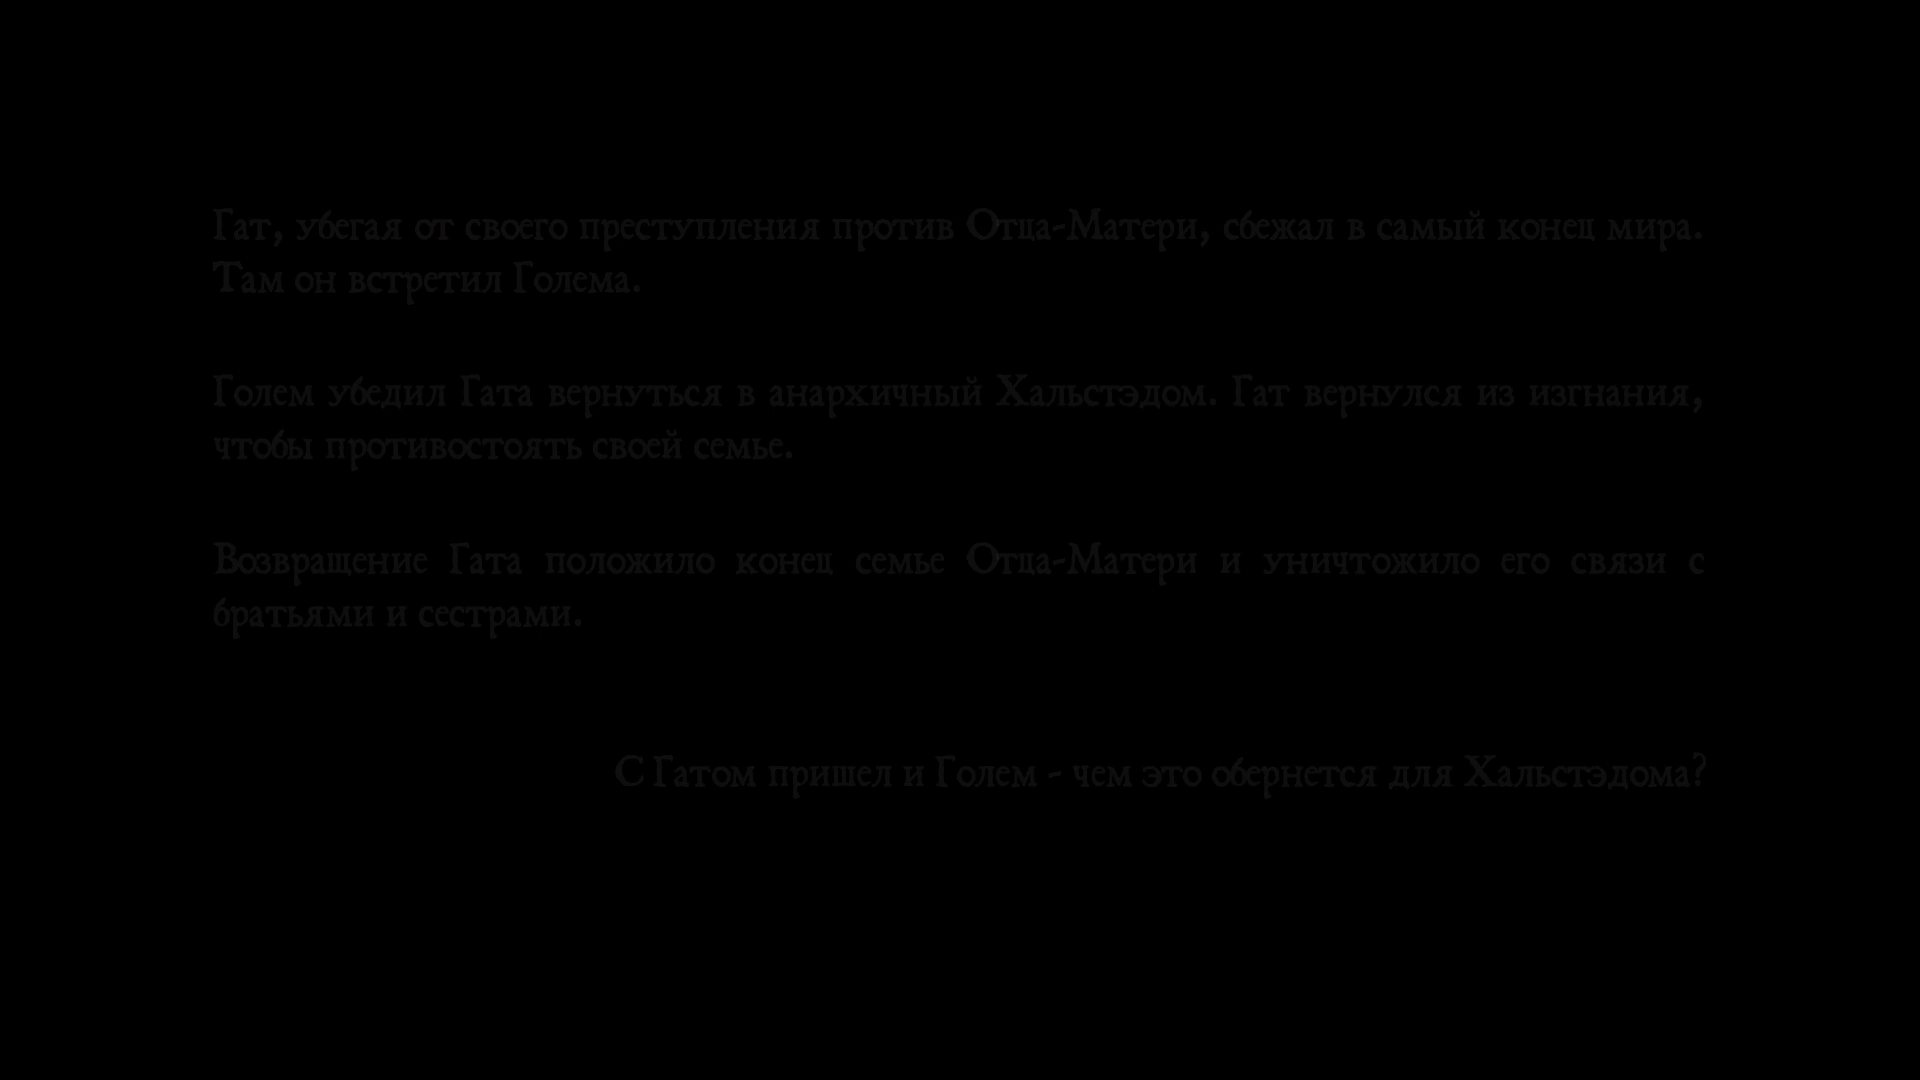 Гат, убегая от своего преступления против Отца-Матери, сбежал в самый конец мира.
Там он встретил Голема.
Голем убедил Гата вернуться в анархичный Хальстэдом. Гат вернулся из изгнания,
чтобы противостоять своей семье.
Возвращение Гата положило конец семье Отца-Матери и уничтожило его связи с
братьями и сестрами.
С Гатом пришел и Голем - чем это обернется для Хальстэдома?